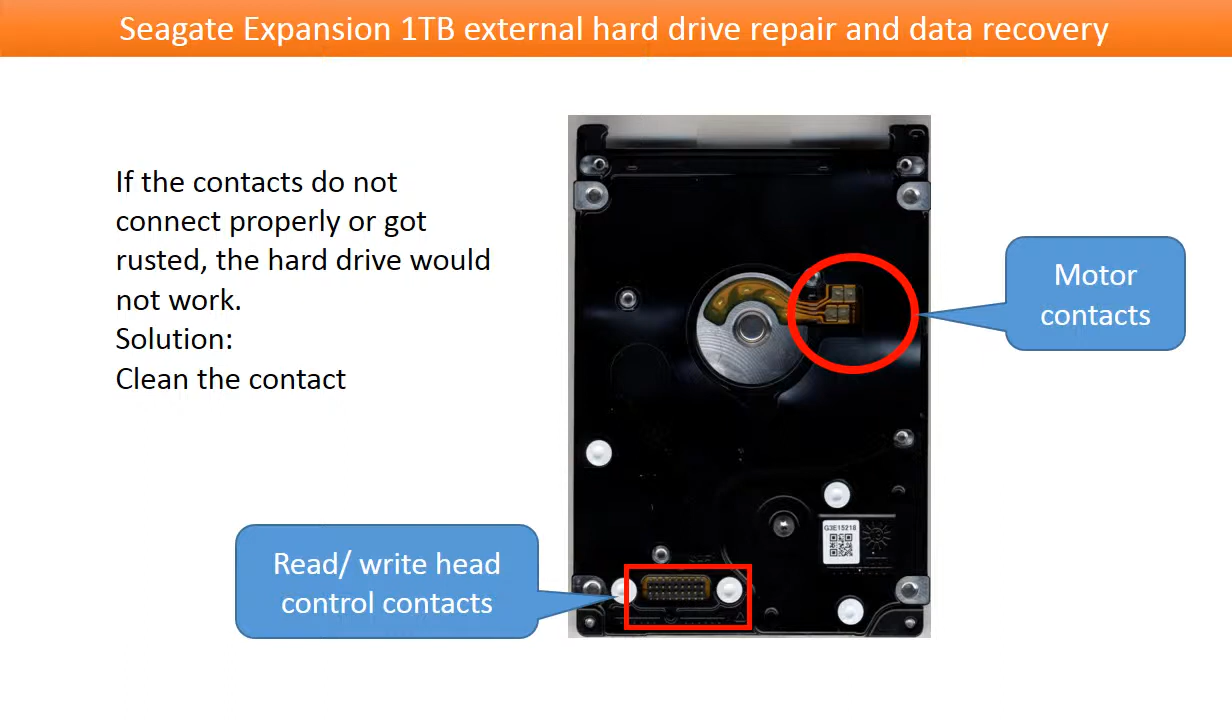 Seagate Expansion 1TB external hard drive repair and data recovery
If the contacts do not
connect properly or got
rusted, the hard drive would
not work.
Solution:
Clean the contact
Motor
contacts
G3E15218
Read/ write head
control contacts